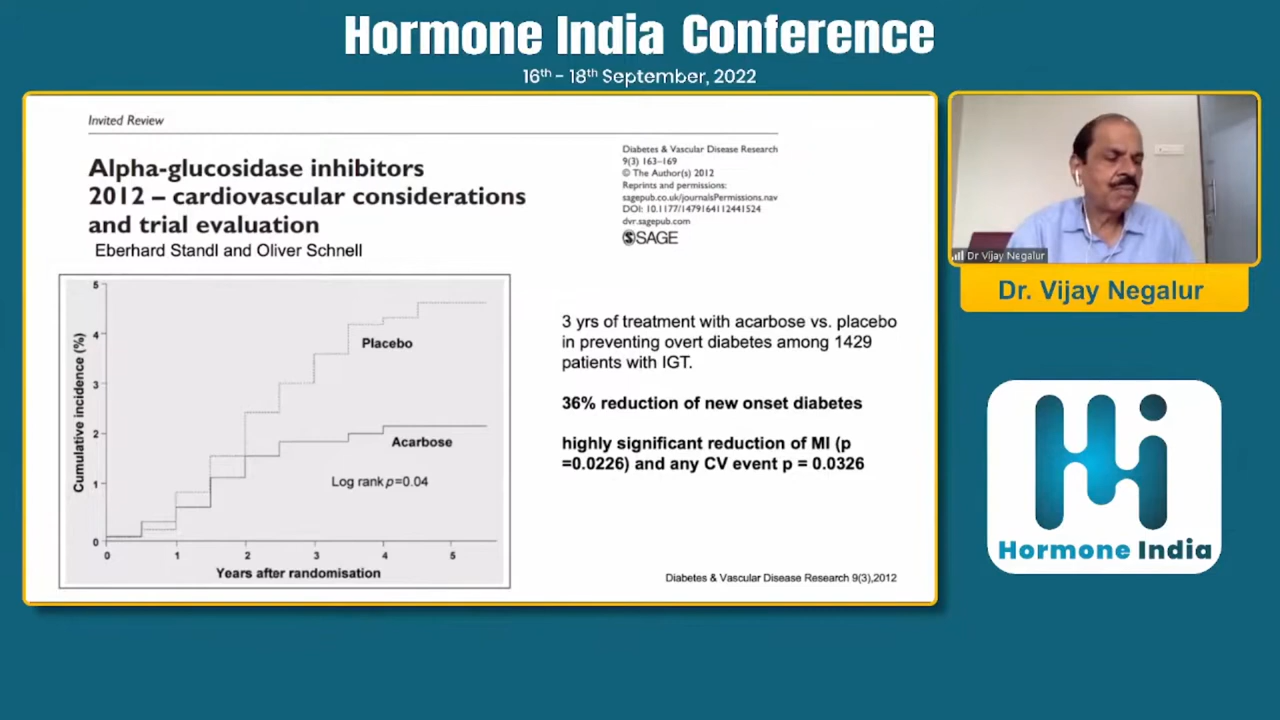 Hormone India Conference
16th - 18th September, 2022
Invited Review
Alpha-glucosidase inhibitors
2012 – cardiovascular considerations
and trial evaluation
Eberhard Standl and Oliver Schnell
Diabetes & Vascular Disease Research
9(3) 163–169
© The Author(s) 2012
Reprints and permissions:
sagepub.co.uk/journalsPermissions.nav
DOI: 10.1177/1479164112441524
dvr.sagepub.com
SAGE
Cumulative incidence (%)
5
4
3
2
1
0
Placebo
Acarbose
Log rank p=0.04
0 1 2 3 4 5
Years after randomisation
3 yrs of treatment with acarbose vs. placebo
in preventing overt diabetes among 1429
patients with IGT.
36% reduction of new onset diabetes
highly significant reduction of MI (p
=0.0226) and any CV event p = 0.0326
Diabetes & Vascular Disease Research 9(3),2012
Dr Vijay Negalur
Dr. Vijay Negalur
Hi
Hormone India